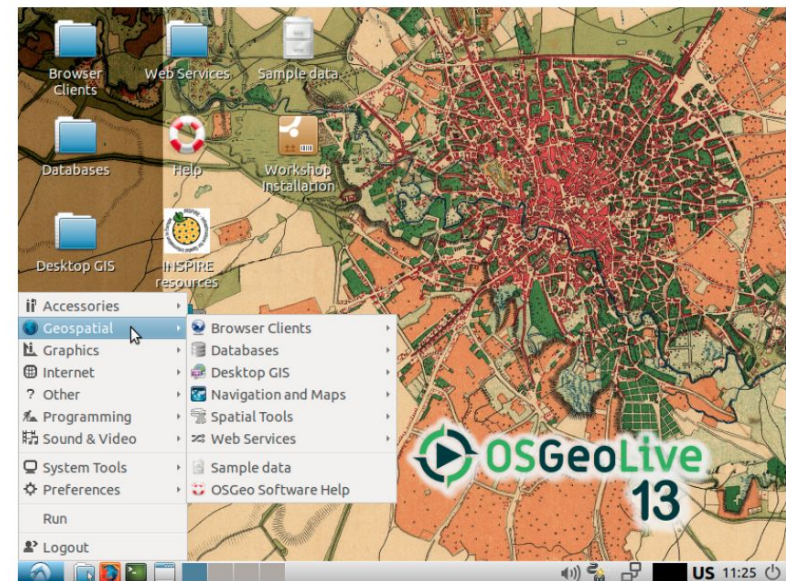 Browser
Clients
Web Services
Sample data
Databases
Help
Workshop
Installation
Desktop GIS
INSPIRE
resources
Accessories
Geospatial
Graphics
Internet
Other
Programming
Sound & Video
System Tools
Preferences
Run
Logout
Browser Clients
Databases
Desktop GIS
Navigation and Maps
Spatial Tools
Web Services
Sample data
OSGeo Software Help
OSGeoLive
13
US 11:25